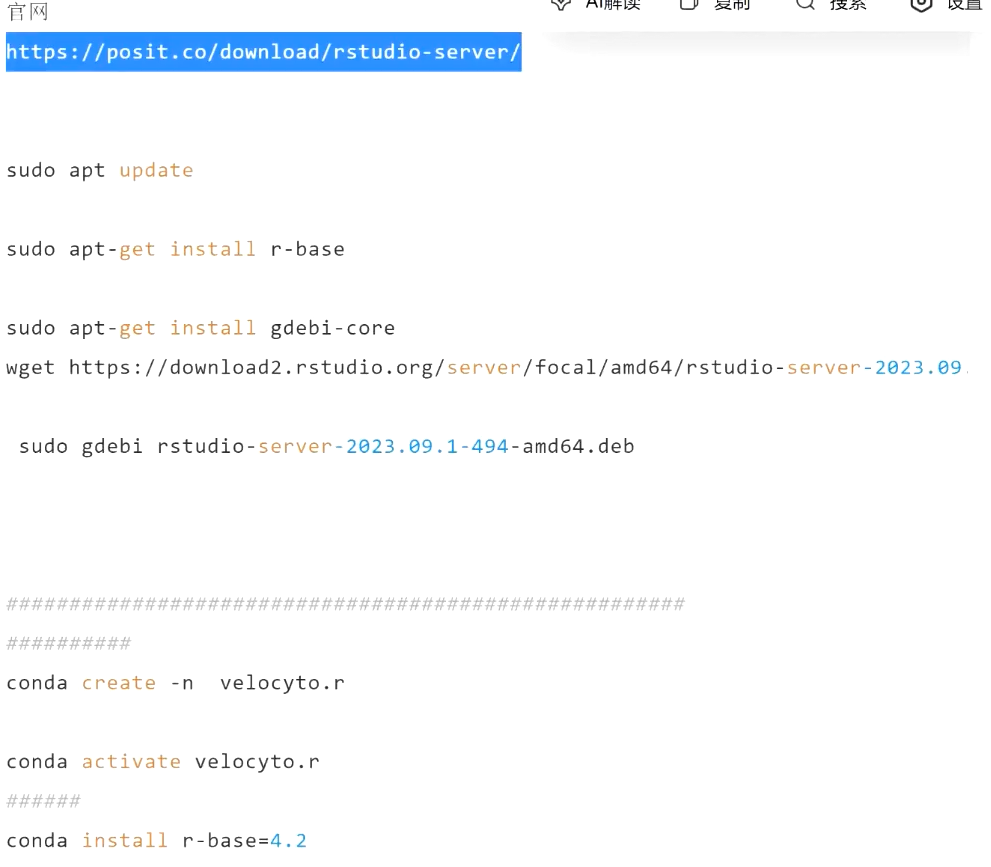 官网
AI解读 复制 搜索 设置
https://posit.co/download/rstudio-server/
sudo apt update
sudo apt-get install r-base
sudo apt-get install gdebi-core
wget https://download2.rstudio.org/server/focal/amd64/rstudio-server-2023.09.
sudo gdebi rstudio-server-2023.09.1-494-amd64.deb
######################################################
##########
conda create -n  velocyto.r
conda activate velocyto.r
######
conda install r-base=4.2